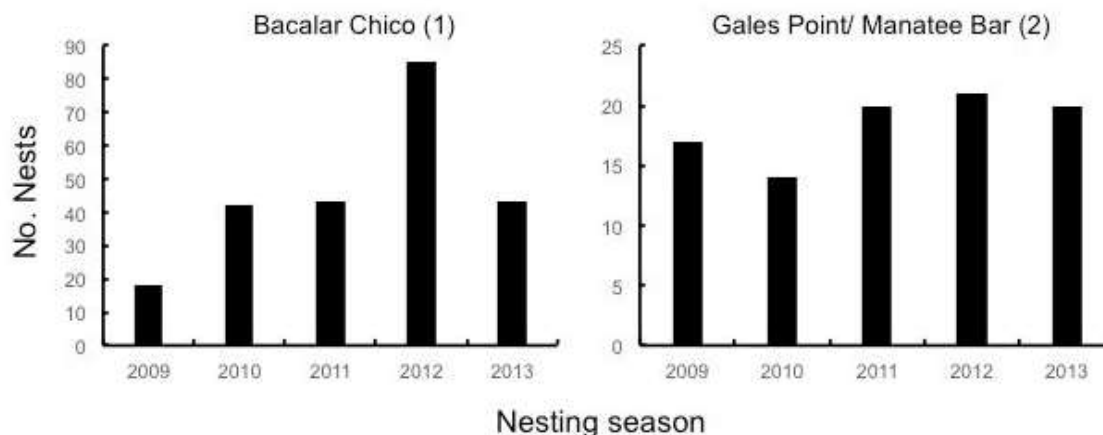 Bacalar Chico (1)
90
80
70
60
50
40
30
20
10
0
2009 2010 2011 2012 2013
Gales Point/ Manatee Bar (2)
25
20
15
10
5
0
2009 2010 2011 2012 2013
No. Nests
Nesting season